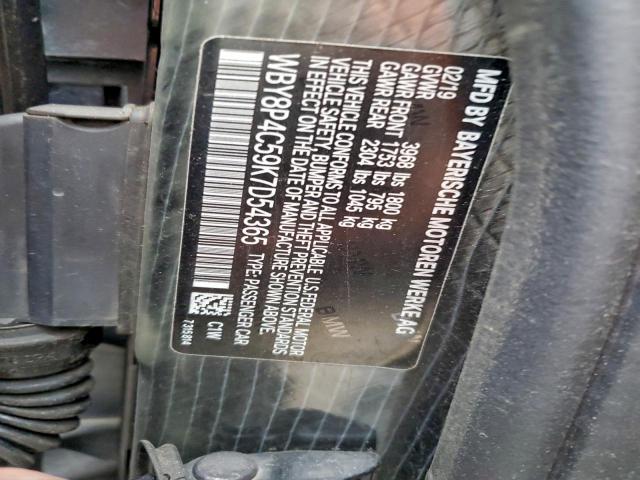 MFD BY BAYERISCHE MOTOREN WERKE AG
02/19
GVWR 3968 lbs 1800 kg
GAWR FRONT 1753 lbs 795 kg
GAWR REAR 2304 lbs 1045 kg
THIS VEHICLE CONFORMS TO ALL APPLICABLE U.S. FEDERAL MOTOR
VEHICLE SAFETY, BUMPER AND THEFT PREVENTION STANDARDS
IN EFFECT ON THE DATE OF MANUFACTURE SHOWN ABOVE.
WBY8P4C59K7D54365 TYPE: PASSENGER CAR
C1W
7315814
BMW